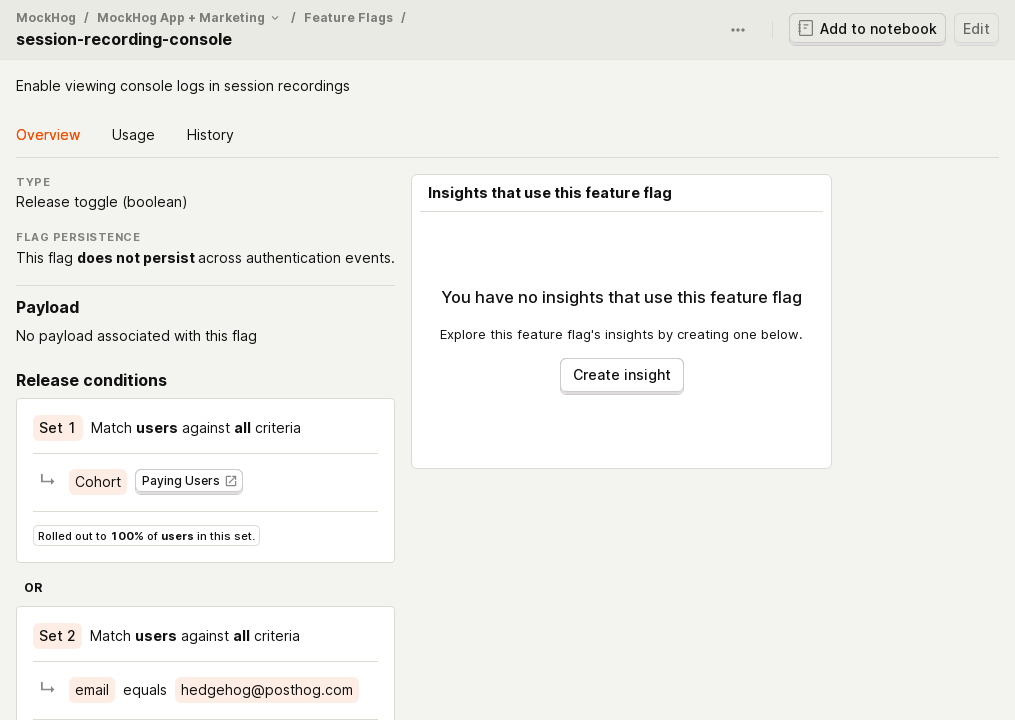 MockHog / MockHog App + Marketing / Feature Flags /
session-recording-console
Add to notebook
Edit
Enable viewing console logs in session recordings
Overview Usage History
TYPE
Release toggle (boolean)
FLAG PERSISTENCE
This flag does not persist across authentication events.
Payload
No payload associated with this flag
Release conditions
Set 1 Match users against all criteria
Cohort Paying Users
Rolled out to 100% of users in this set.
OR
Set 2 Match users against all criteria
email equals hedgehog@posthog.com
Insights that use this feature flag
You have no insights that use this feature flag
Explore this feature flag's insights by creating one below.
Create insight